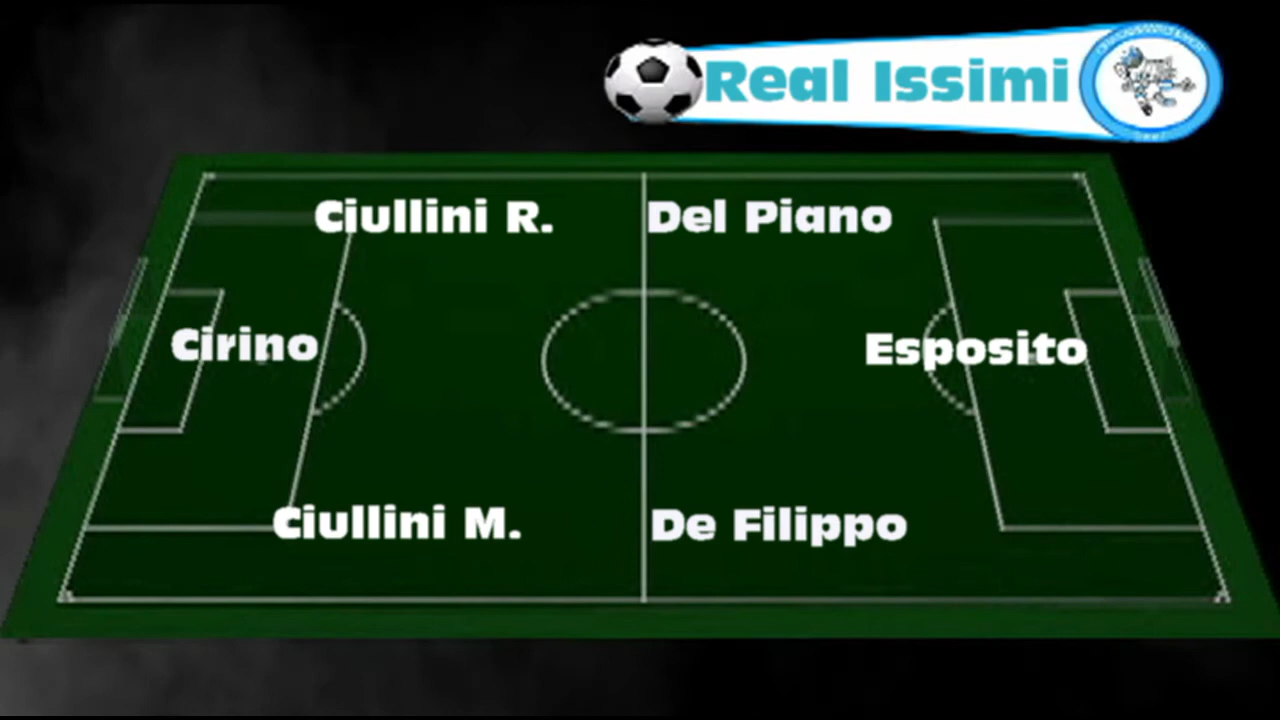 Real Issimi
Ciullini R.
Del Piano
Cirino
Esposito
Ciullini M.
De Filippo